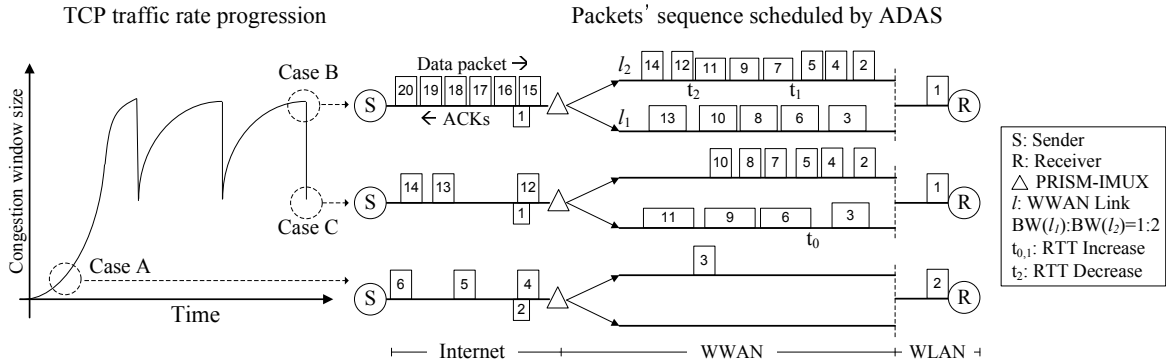 TCP traffic rate progression
Packets' sequence scheduled by ADAS
Congestion window size
Time
Case A
Case B
Case C
S
Data packet →
20 19 18 17 16 15
1
← ACKs
l2
14 12 11 9 7 5 4 2
t2 t1
l1
13 10 8 6 3
1
R
S
14 13 12
1
10 8 7 5 4 2
11 9 6 3
t0
1
R
S
6 5 4
2
3
2
R
Internet
WWAN
WLAN
S: Sender
R: Receiver
△ PRISM-IMUX
l: WWAN Link
BW(l1):BW(l2)=1:2
t0,1: RTT Increase
t2: RTT Decrease